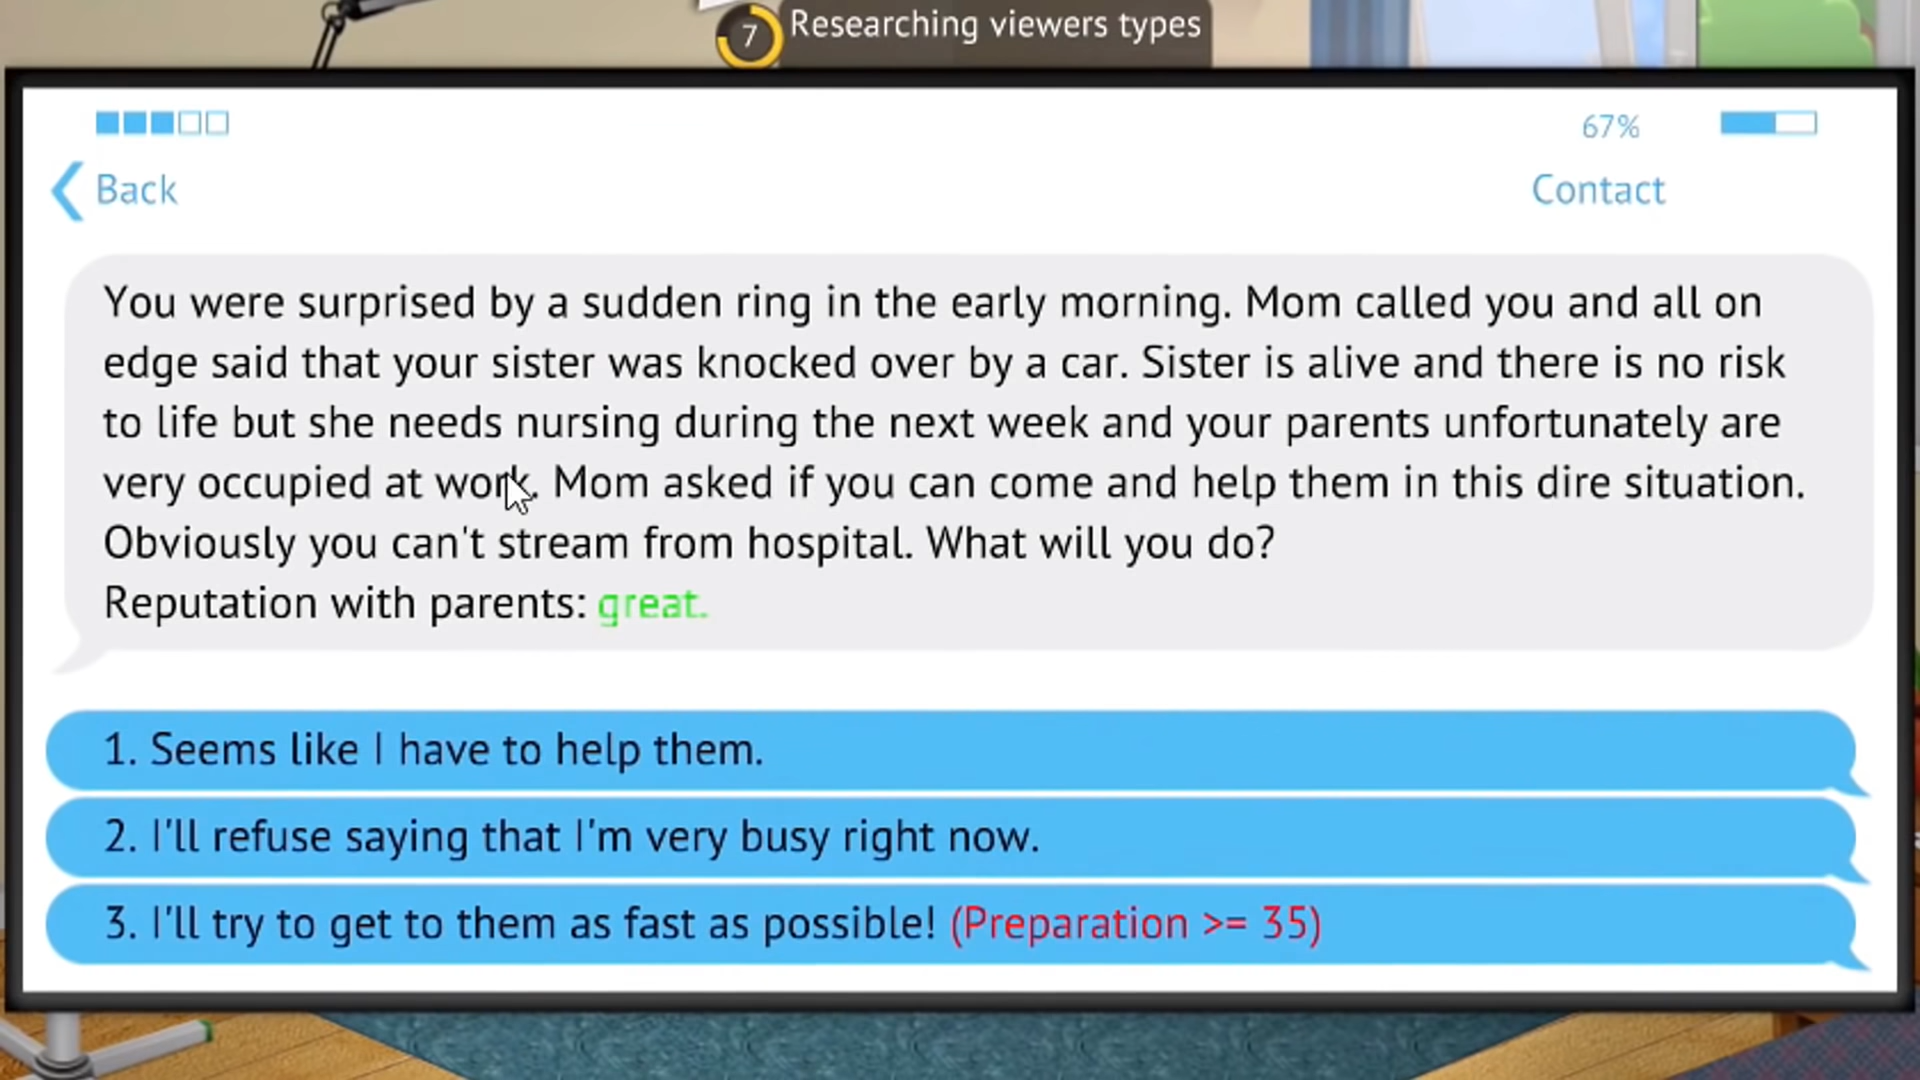 7 Researching viewers types
67%
Back
Contact
You were surprised by a sudden ring in the early morning. Mom called you and all on
edge said that your sister was knocked over by a car. Sister is alive and there is no risk
to life but she needs nursing during the next week and your parents unfortunately are
very occupied at work. Mom asked if you can come and help them in this dire situation.
Obviously you can't stream from hospital. What will you do?
Reputation with parents: great.
1. Seems like I have to help them.
2. I'll refuse saying that I'm very busy right now.
3. I'll try to get to them as fast as possible! (Preparation >= 35)